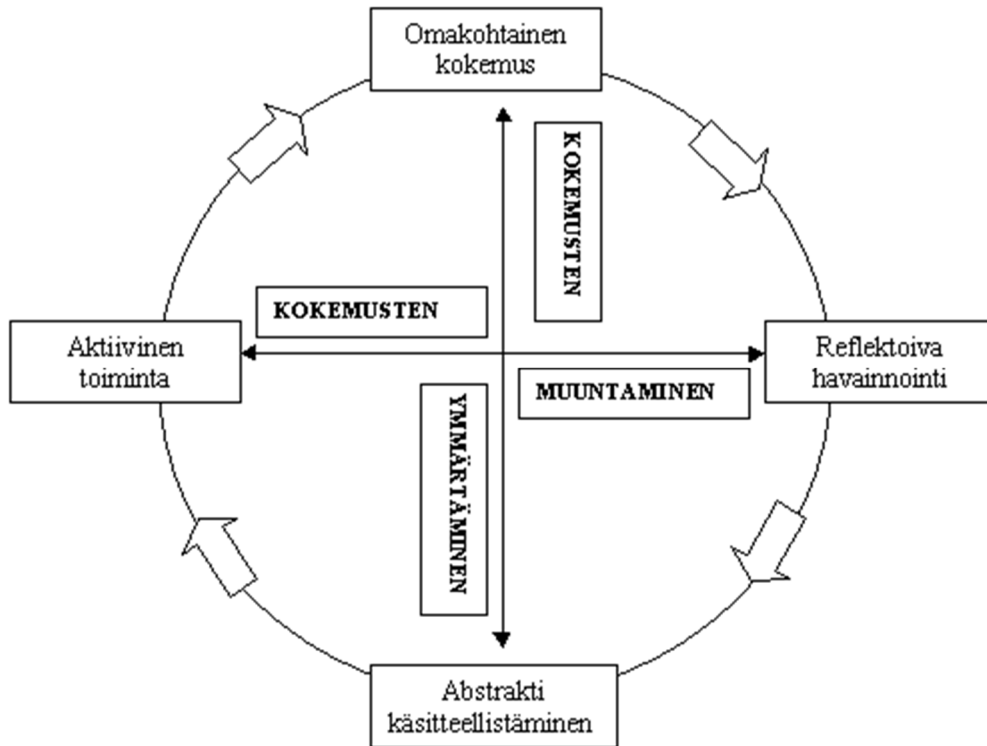 Omakohtainen
kokemus
KOKEMUSTEN
KOKEMUSTEN
Aktiivinen
toiminta
Reflektoiva
havainnointi
MUUNTAMINEN
YMMÄRTÄMINEN
Abstrakti
käsitteellistäminen